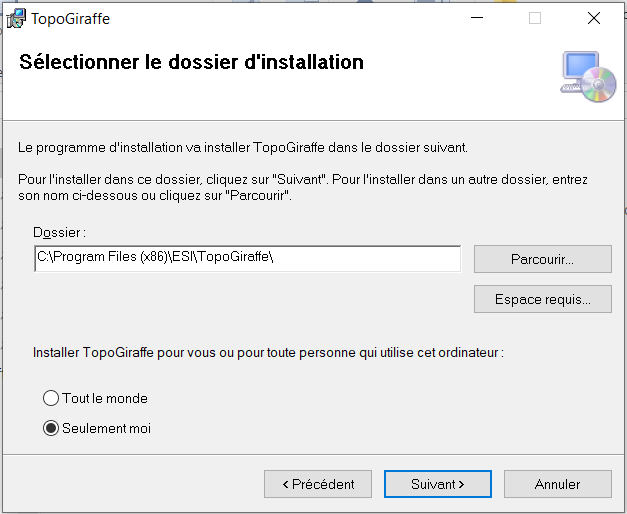 TopoGiraffe
Sélectionner le dossier d'installation
Le programme d'installation va installer TopoGiraffe dans le dossier suivant.
Pour l'installer dans ce dossier, cliquez sur "Suivant". Pour l'installer dans un autre dossier, entrez
son nom ci-dessous ou cliquez sur "Parcourir".
Dossier :
C:\Program Files (x86)\ESI\TopoGiraffe\
Parcourir...
Espace requis...
Installer TopoGiraffe pour vous ou pour toute personne qui utilise cet ordinateur :
Tout le monde
Seulement moi
< Précédent
Suivant >
Annuler